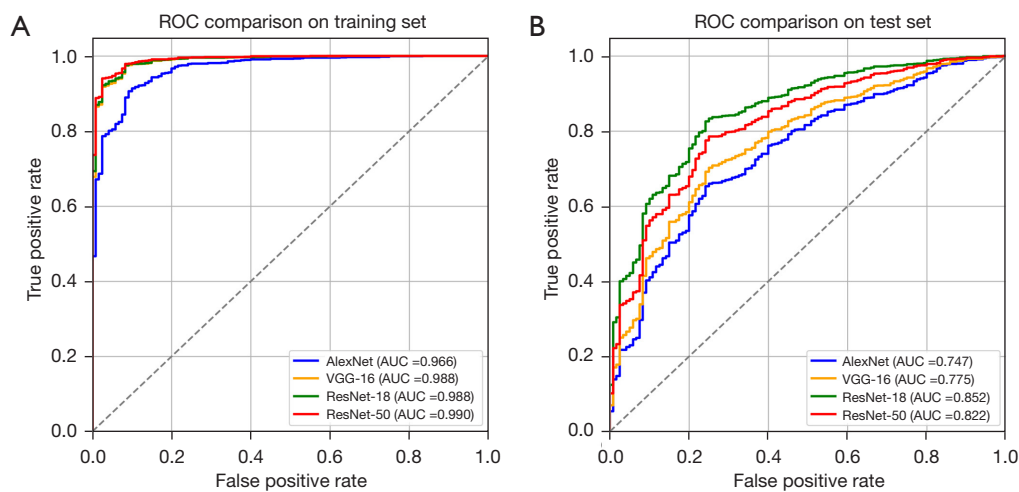 A
ROC comparison on training set
1.0
0.8
0.6
0.4
0.2
0.0
True positive rate
AlexNet (AUC =0.966)
VGG-16 (AUC =0.988)
ResNet-18 (AUC =0.988)
ResNet-50 (AUC =0.990)
0.0 0.2 0.4 0.6 0.8 1.0
False positive rate
B
ROC comparison on test set
1.0
0.8
0.6
0.4
0.2
0.0
True positive rate
AlexNet (AUC =0.747)
VGG-16 (AUC =0.775)
ResNet-18 (AUC =0.852)
ResNet-50 (AUC =0.822)
0.0 0.2 0.4 0.6 0.8 1.0
False positive rate